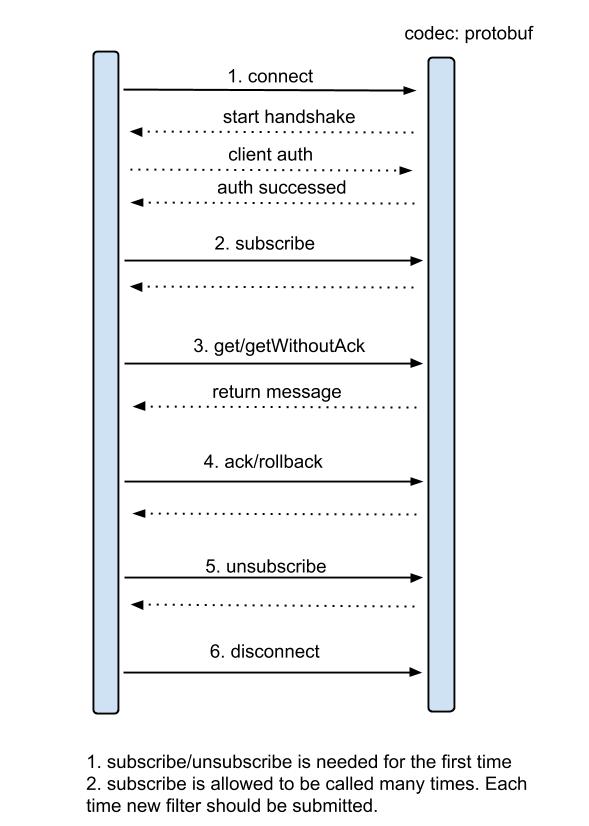 codec: protobuf
1. connect
start handshake
client auth
auth successed
2. subscribe
3. get/getWithoutAck
return message
4. ack/rollback
5. unsubscribe
6. disconnect
1. subscribe/unsubscribe is needed for the first time
2. subscribe is allowed to be called many times. Each
time new filter should be submitted.